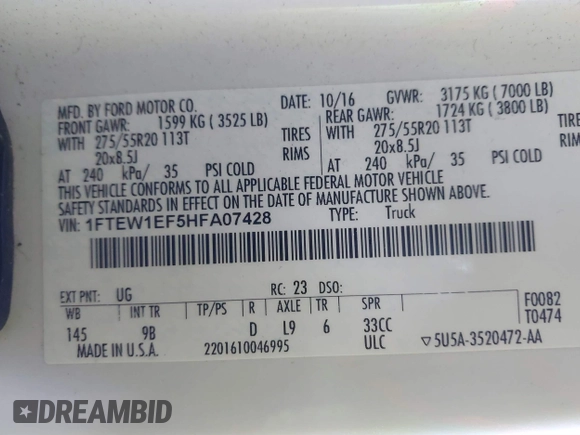 MFD. BY FORD MOTOR CO.
DATE: 10/16 GVWR: 3175 KG ( 7000 LB)
FRONT GAWR: 1599 KG ( 3525 LB)
REAR GAWR: 1724 KG ( 3800 LB)
WITH 275/55R20 113T TIRES
WITH 275/55R20 113T TIRES
20x8.5J RIMS
20x8.5J RIMS
AT 240 kPa/ 35 PSI COLD
AT 240 kPa/ 35 PSI COLD
THIS VEHICLE CONFORMS TO ALL APPLICABLE FEDERAL MOTOR VEHICLE
SAFETY STANDARDS IN EFFECT ON THE DATE OF MANUFACTURE SHOWN ABOVE.
VIN: 1FTEW1EF5HFA07428 TYPE: Truck
EXT PNT: UG RC: 23 DSO:
WB INT TR TP/PS R AXLE TR SPR
145 9B D L9 6 33CC
ULC
F0082
T0474
MADE IN U.S.A. 2201610046995
▽5U5A-3520472-AA
DREAMBID